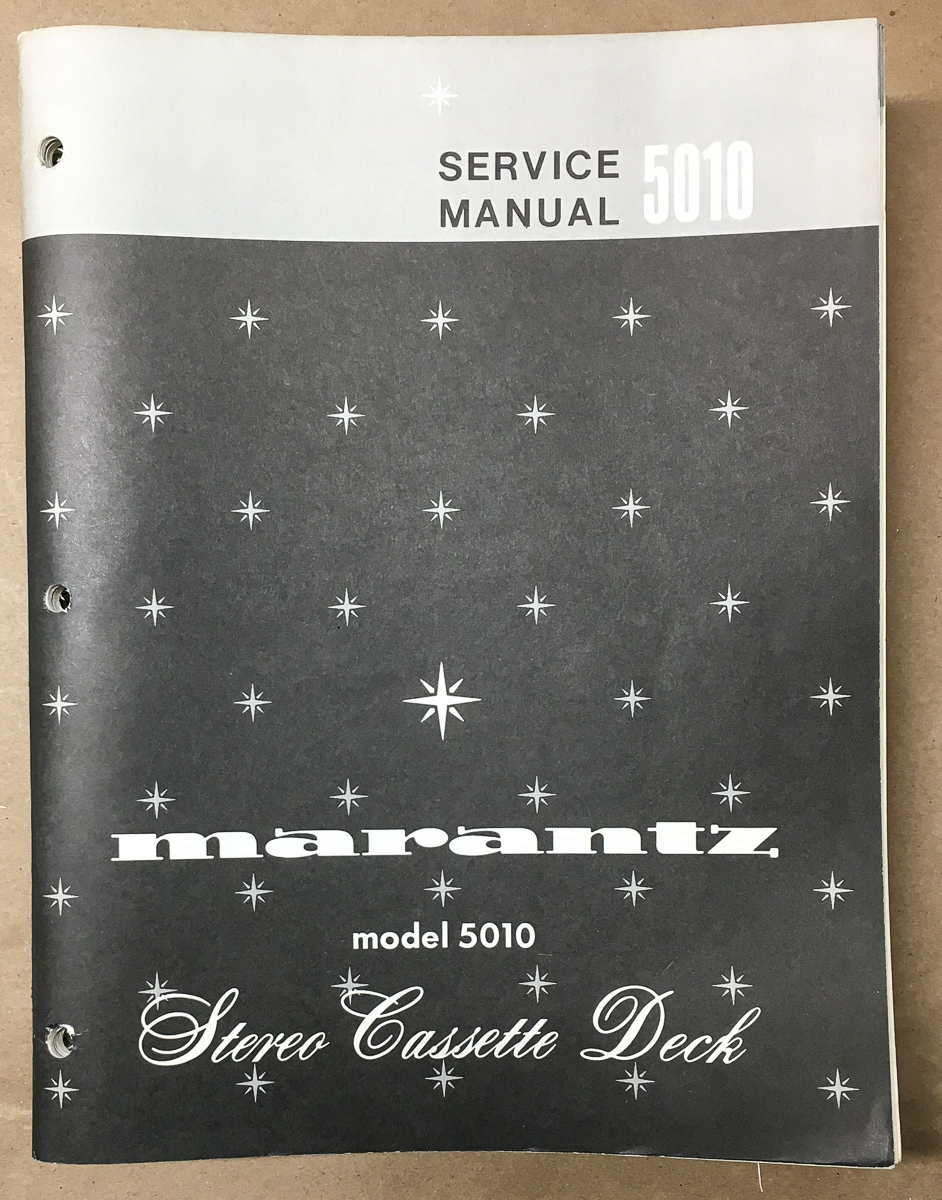 SERVICE 5010
MANUAL
marantz
model 5010
Stereo Cassette Deck